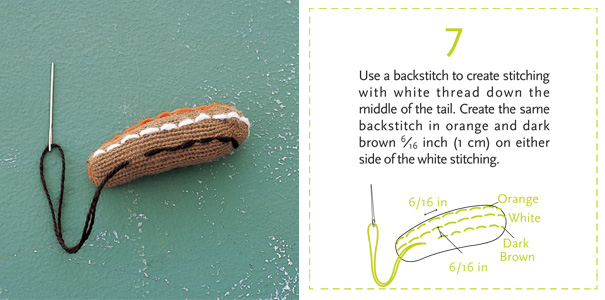 7
Use a backstitch to create stitching
with white thread down the
middle of the tail. Create the same
backstitch in orange and dark
brown 6/16 inch (1 cm) on either
side of the white stitching.
6/16 in
Orange
White
Dark
Brown
6/16 in